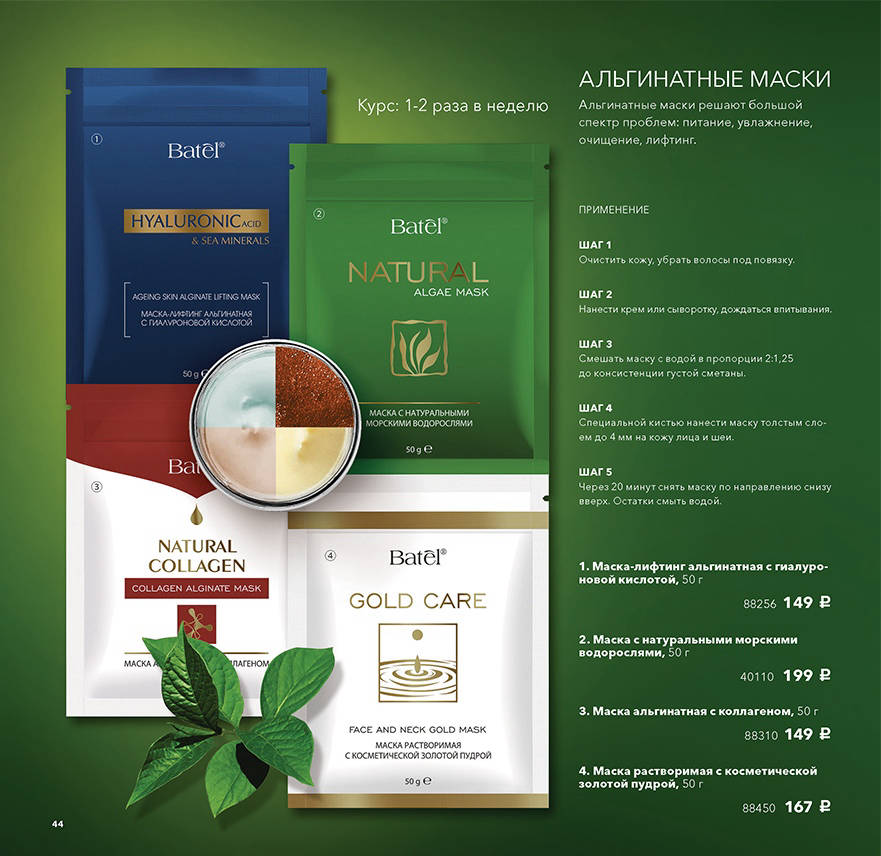 Курс: 1-2 раза в неделю
1
Batel®
HYALURONIC ACID
& SEA MINERALS
AGEING SKIN ALGINATE LIFTING MASK
МАСКА-ЛИФТИНГ АЛЬГИНАТНАЯ
С ГИАЛУРОНОВОЙ КИСЛОТОЙ
50 g
2
Batel®
NATURAL
ALGAE MASK
МАСКА С НАТУРАЛЬНЫМИ
МОРСКИМИ ВОДОРОСЛЯМИ
50 g ℮
3
Bat
NATURAL
COLLAGEN
COLLAGEN ALGINATE MASK
МАСКА
4
Batel®
GOLD CARE
FACE AND NECK GOLD MASK
МАСКА РАСТВОРИМАЯ
С КОСМЕТИЧЕСКОЙ ЗОЛОТОЙ ПУДРОЙ
50 g ℮
АЛЬГИНАТНЫЕ МАСКИ
Альгинатные маски решают большой
спектр проблем: питание, увлажнение,
очищение, лифтинг.
ПРИМЕНЕНИЕ
ШАГ 1
Очистить кожу, убрать волосы под повязку.
ШАГ 2
Нанести крем или сыворотку, дождаться впитывания.
ШАГ 3
Смешать маску с водой в пропорции 2:1,25
до консистенции густой сметаны.
ШАГ 4
Специальной кистью нанести маску толстым сло-
ем до 4 мм на кожу лица и шеи.
ШАГ 5
Через 20 минут снять маску по направлению снизу
вверх. Остатки смыть водой.
1. Маска-лифтинг альгинатная с гиалуро-
новой кислотой, 50 г
88256 149 ₽
2. Маска с натуральными морскими
водорослями, 50 г
40110 199 ₽
3. Маска альгинатная с коллагеном, 50 г
88310 149 ₽
4. Маска растворимая с косметической
золотой пудрой, 50 г
88450 167 ₽
44